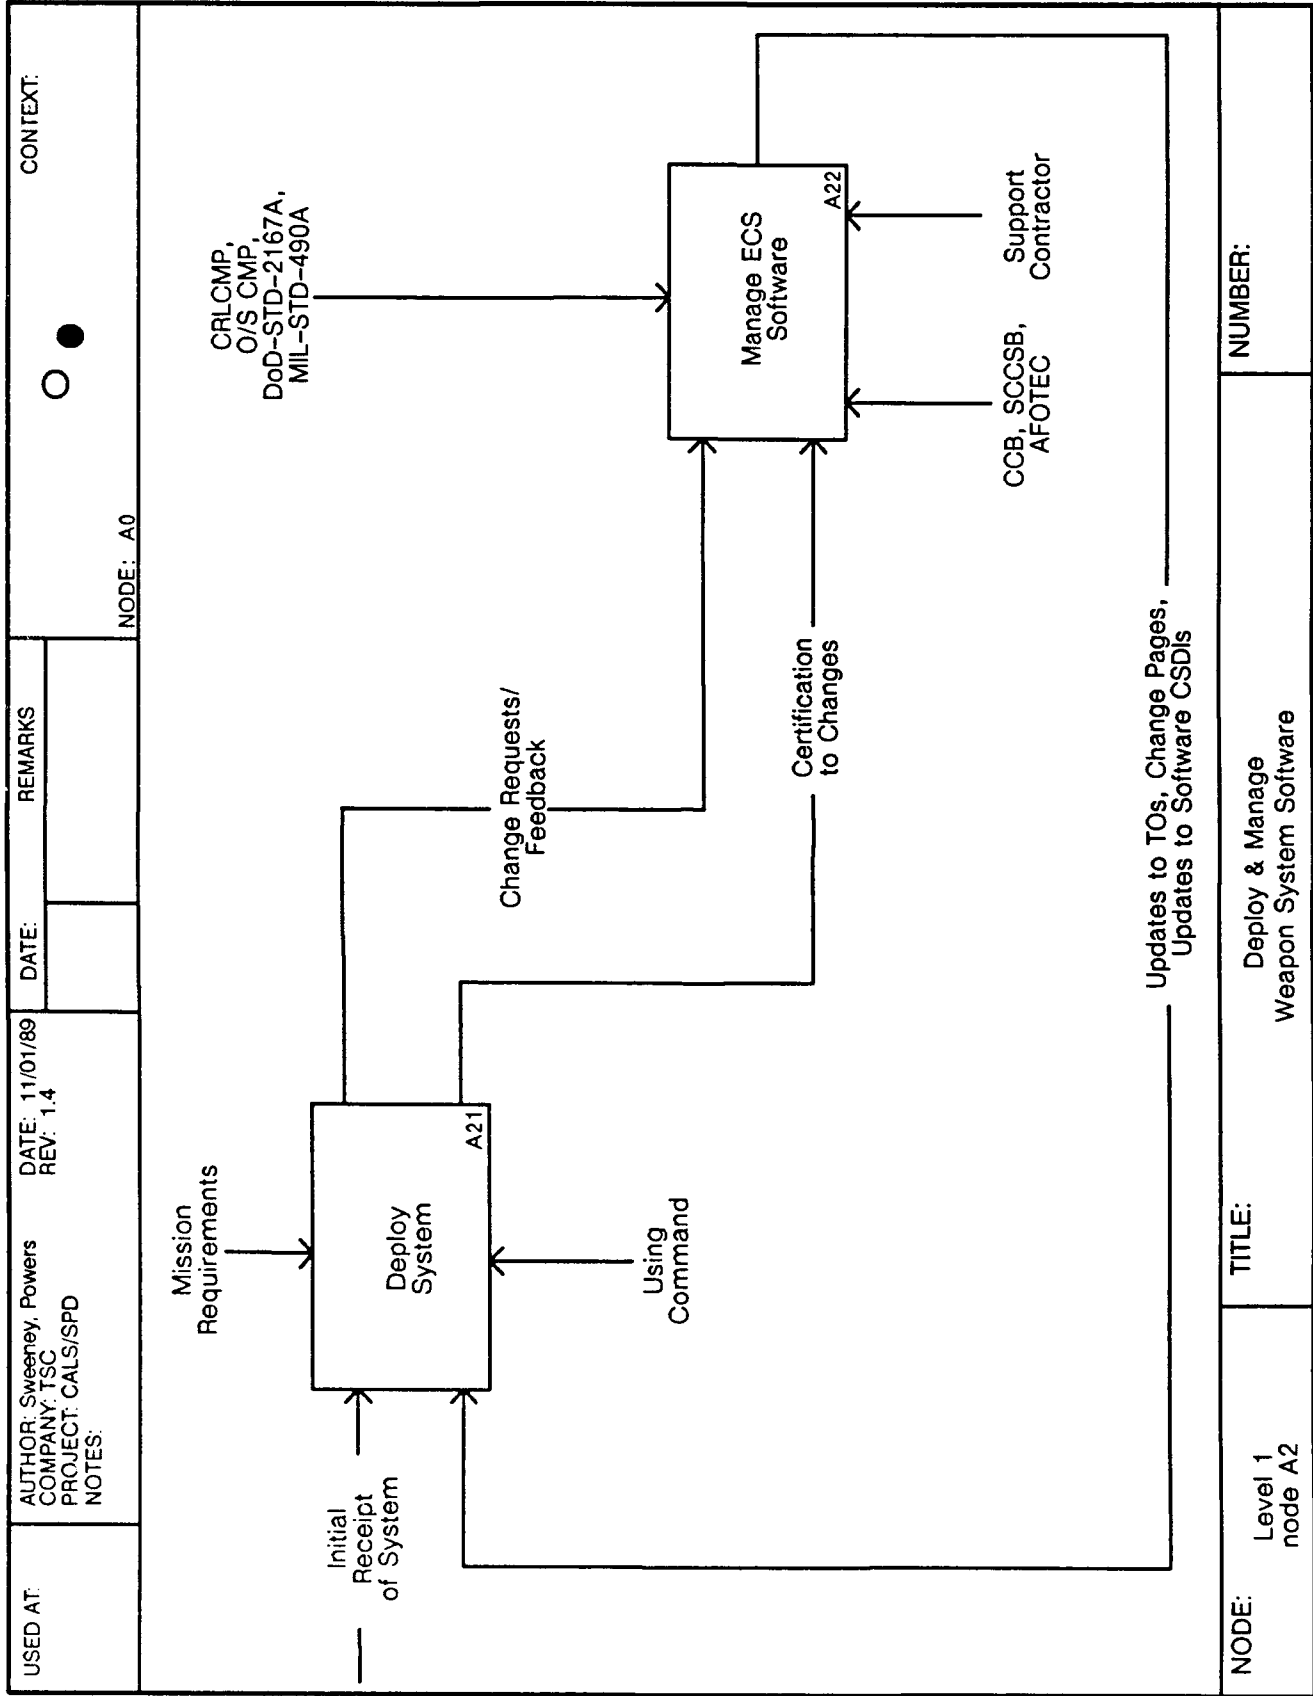 USED AT:
AUTHOR: Sweeney, Powers
COMPANY: TSC
PROJECT: CALS/SPD
NOTES:
DATE: 11/01/89
REV: 1.4
DATE:
REMARKS
CONTEXT:
NODE: A0
Mission
Requirements
Initial
Receipt
of System
Deploy
System
A21
Using
Command
Change Requests/
Feedback
Certification
to Changes
CRLCMP,
O/S CMP,
DoD-STD-2167A,
MIL-STD-490A
Manage ECS
Software
A22
CCB, SCCSB,
AFOTEC
Support
Contractor
Updates to TOs, Change Pages,
Updates to Software CSDIs
NODE:
Level 1
node A2
TITLE:
Deploy & Manage
Weapon System Software
NUMBER: